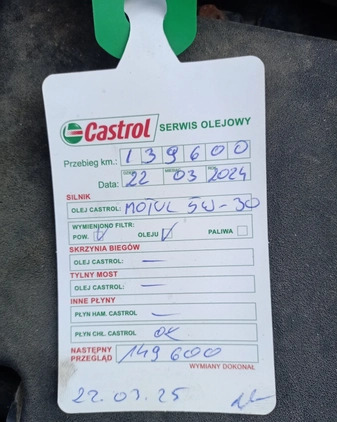 Castrol SERWIS OLEJOWY
Przebieg km.: 139600
Data: 22 03 2024
SILNIK
OLEJ CASTROL: MOTUL 5W-30
WYMIENIONO FILTR:
POW. OLEJU PALIWA
SKRZYNIA BIEGÓW
OLEJ CASTROL: —
TYLNY MOST
OLEJ CASTROL: —
INNE PŁYNY
PŁYN HAM. CASTROL —
PŁYN CHŁ. CASTROL OK
NASTĘPNY PRZEGLĄD 149600
WYMIANY DOKONAŁ
22.03.25